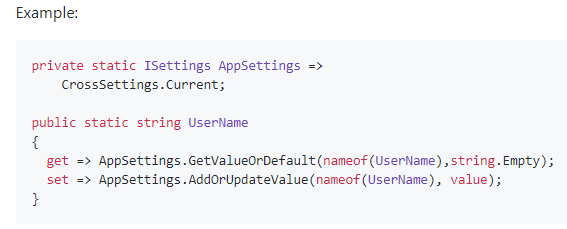 Example:
private static ISettings AppSettings =>
    CrossSettings.Current;
public static string UserName
{
  get => AppSettings.GetValueOrDefault(nameof(UserName),string.Empty);
  set => AppSettings.AddOrUpdateValue(nameof(UserName), value);
}